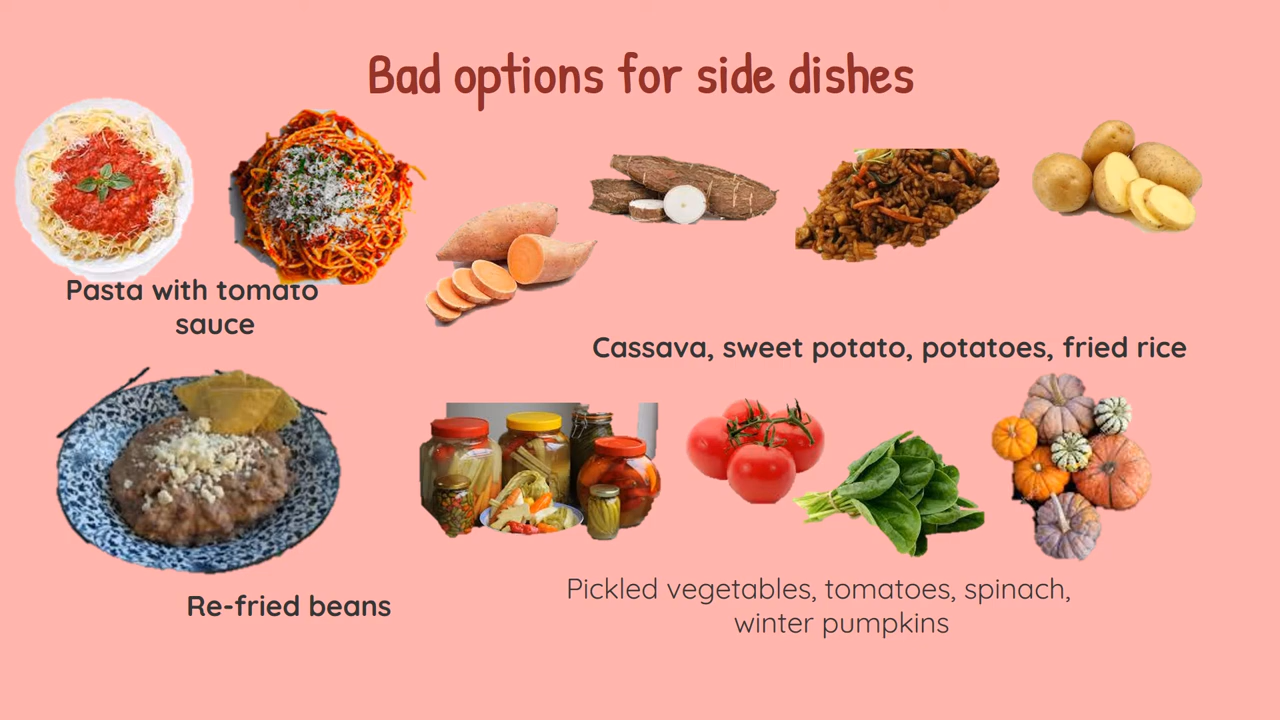 Bad options for side dishes
Pasta with tomato
sauce
Cassava, sweet potato, potatoes, fried rice
Re-fried beans
Pickled vegetables, tomatoes, spinach,
winter pumpkins